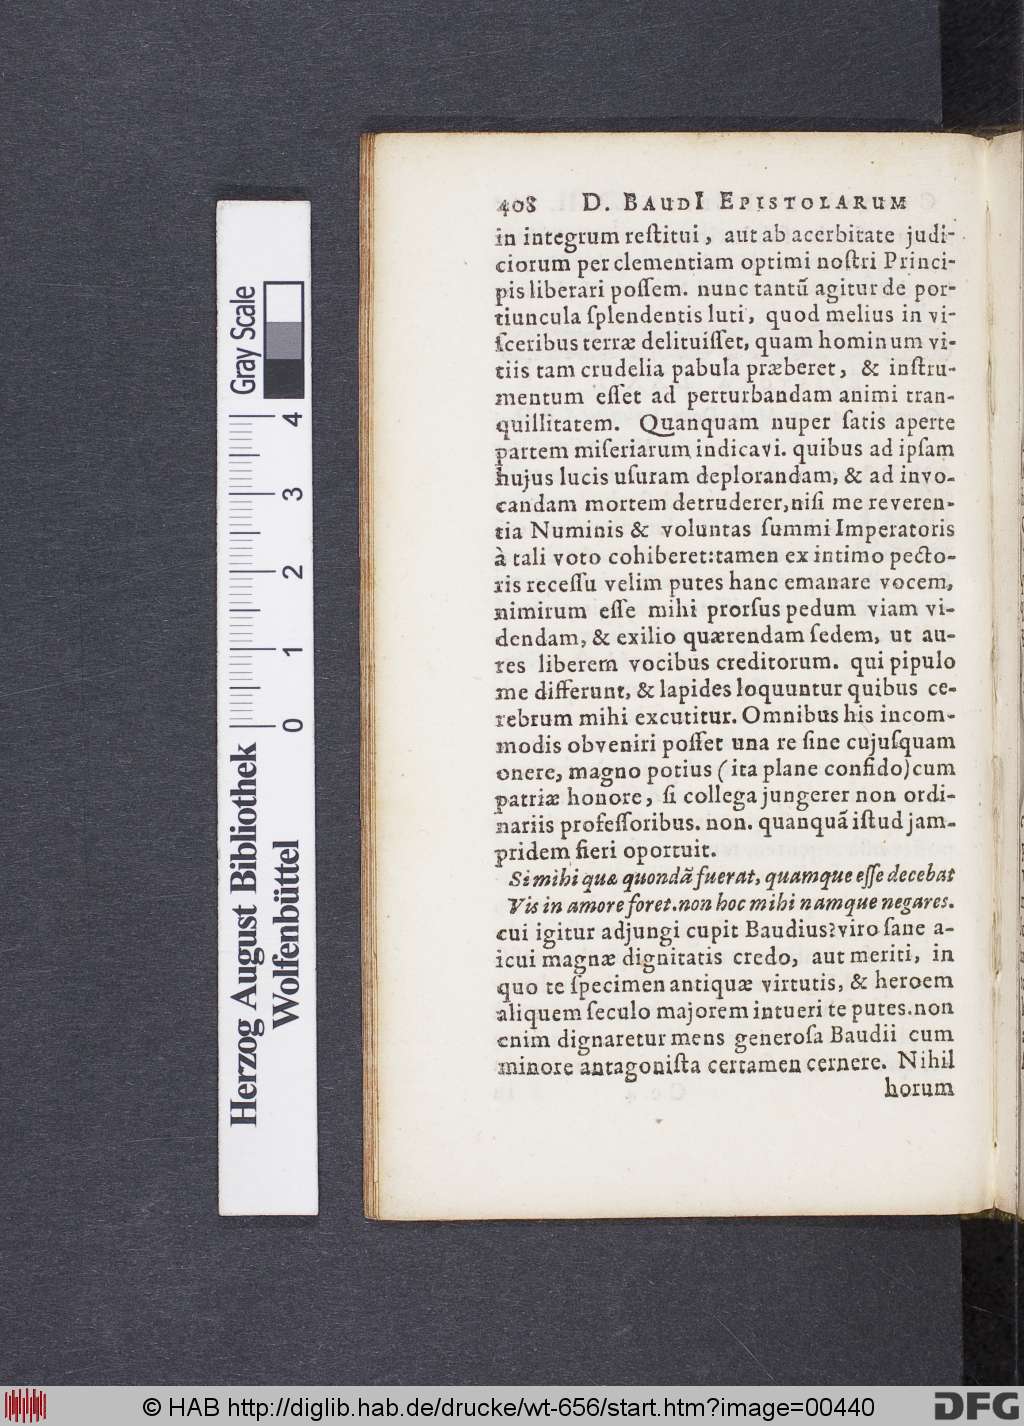 408 D. BAUDI EPISTOLARUM
in integrum reſtitui, aut ab acerbitate judi-
ciorum per clementiam optimi noſtri Princi-
pis liberari poſſem. nunc tantũ agitur de por-
tiuncula ſplendentis luti, quod melius in vi-
ſceribus terræ delituiſſet, quam hominum vi-
tiis tam crudelia pabula præberet, & inſtru-
mentum eſſet ad perturbandam animi tran-
quillitatem. Quanquam nuper ſatis aperte
partem miſeriarum indicavi. quibus ad ipſam
hujus lucis uſuram deplorandam, & ad invo-
candam mortem detruderer, niſi me reveren-
tia Numinis & voluntas ſummi Imperatoris
à tali voto cohiberet: tamen ex intimo pecto-
ris receſſu velim putes hanc emanare vocem,
nimirum eſſe mihi prorſus pedum viam vi-
dendam, & exilio quærendam ſedem, ut au-
res liberem vocibus creditorum. qui pipulo
me differunt, & lapides loquuntur quibus ce-
rebrum mihi excutitur. Omnibus his incom-
modis obveniri poſſet una re ſine cujuſquam
onere, magno potius (ita plane confido) cum
patriæ honore, ſi collega jungerer non ordi-
nariis profeſſoribus. non. quanquã iſtud jam-
pridem fieri oportuit.
Si mihi quæ quondã fuerat, quamque eſſe decebat
Vis in amore foret. non hoc mihi namque negares.
cui igitur adjungi cupit Baudius? viro ſane a-
icui magnæ dignitatis credo, aut meriti, in
quo te ſpecimen antiquæ virtutis, & heroem
aliquem ſeculo majorem intueri te putes. non
enim dignaretur mens generoſa Baudii cum
minore antagoniſta certamen cernere. Nihil
horum
Herzog August Bibliothek
Wolfenbüttel
0 1 2 3 4
Gray Scale
© HAB http://diglib.hab.de/drucke/wt-656/start.htm?image=00440
DFG